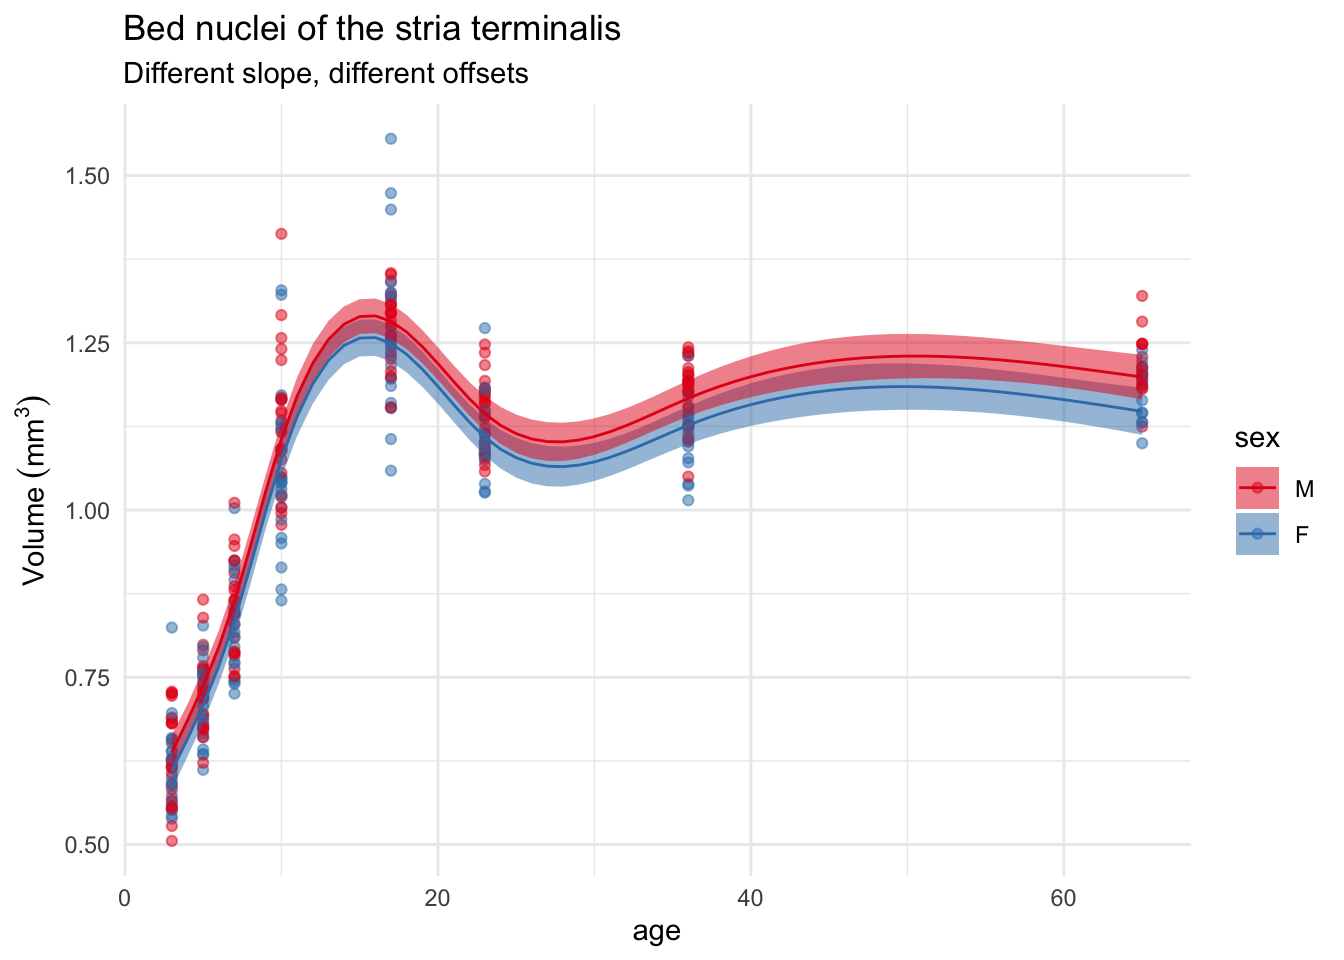 Bed nuclei of the stria terminalis
Different slope, different offsets
Volume (mm³)
1.50
1.25
1.00
0.75
0.50
0
20
40
60
age
sex
M
F